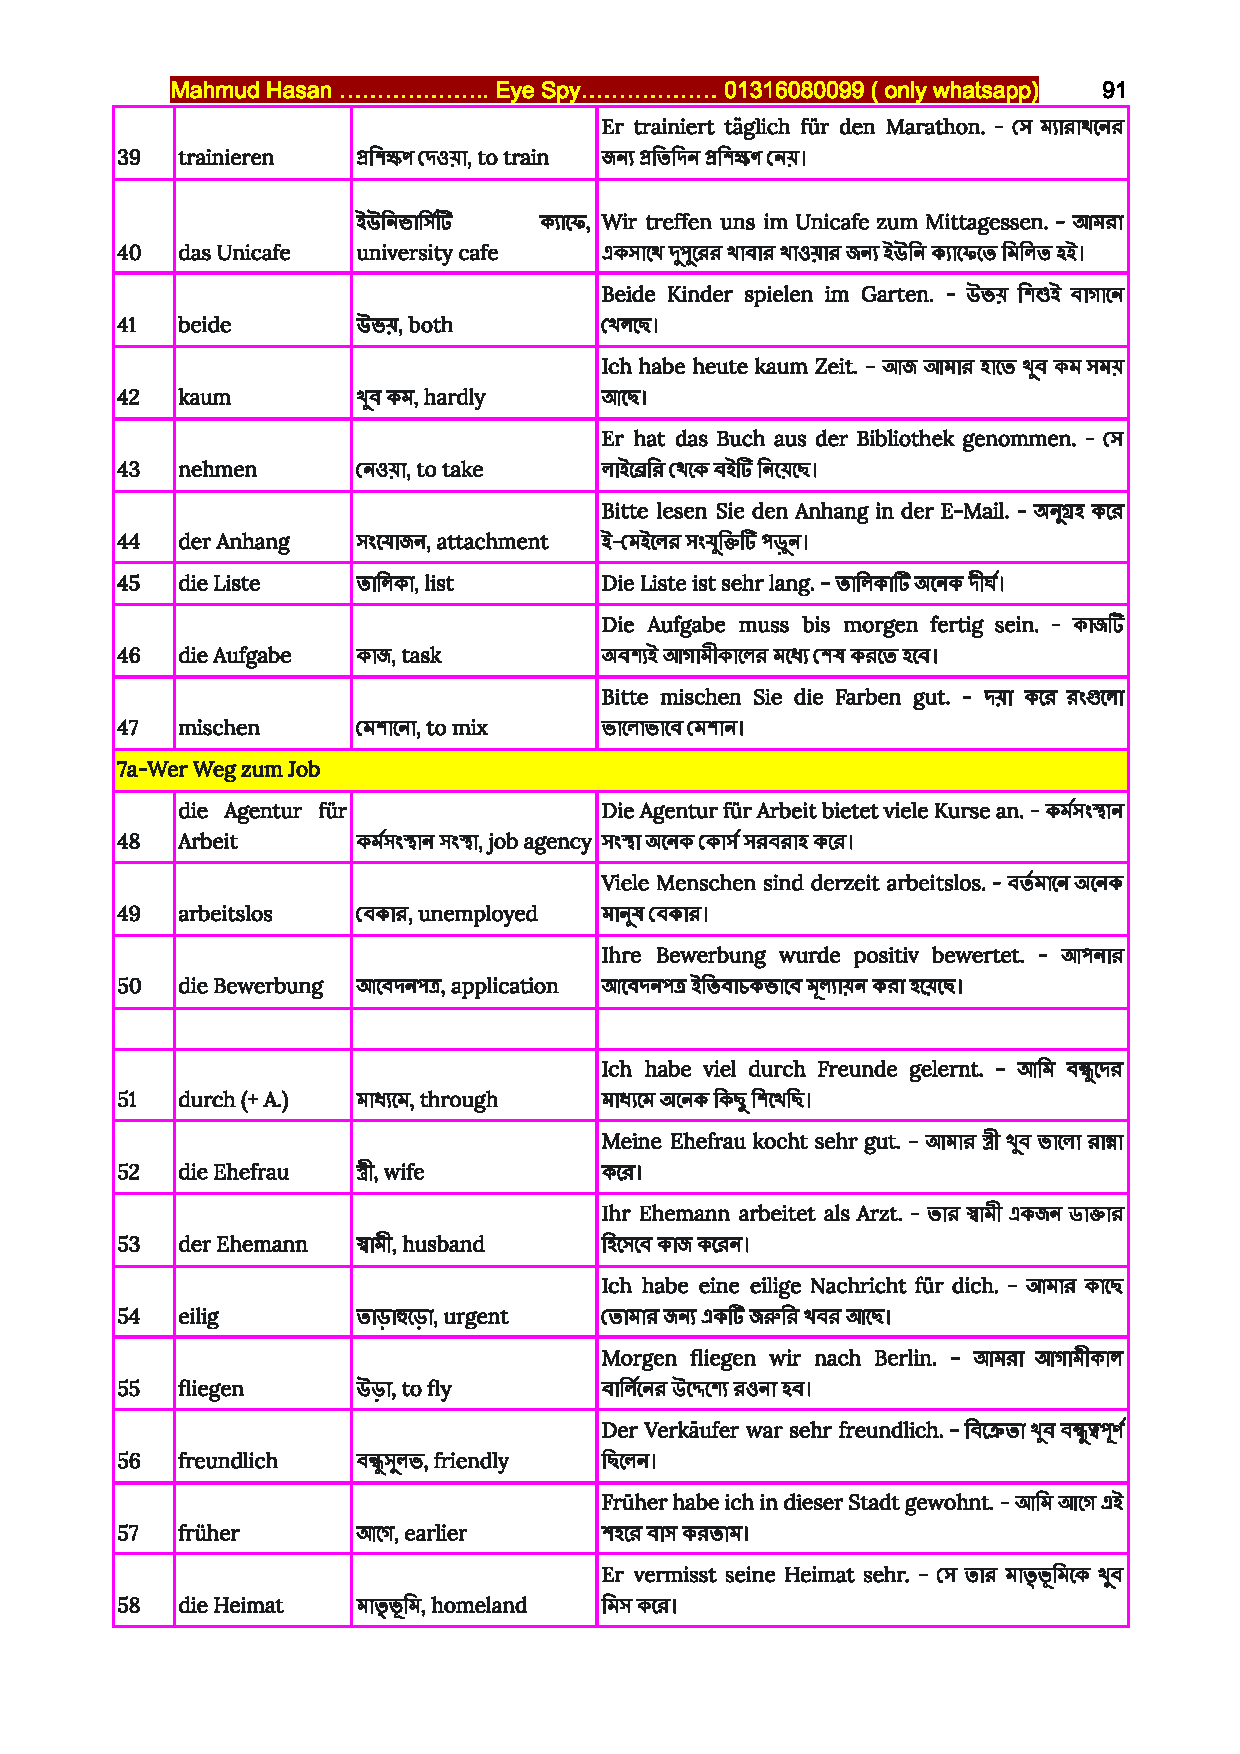 Mahmud Hasan ……………….. Eye Spy……………… 01316080099 ( only whatsapp) 91
Er trainiert täglich für den Marathon. - সে ম্যারাথনের
39 trainieren প্রশিক্ষণ দেওয়া, to train জন্য প্রতিদিন প্রশিক্ষণ নেয়।
ইউনিভার্সিটি ক্যাফে, Wir treffen uns im Unicafe zum Mittagessen. - আমরা
40 das Unicafe university cafe একসাথে দুপুরের খাবার খাওয়ার জন্য ইউনি ক্যাফেতে মিলিত হই।
Beide Kinder spielen im Garten. - উভয় শিশুই বাগানে
41 beide উভয়, both খেলছে।
Ich habe heute kaum Zeit. - আজ আমার হাতে খুব কম সময়
42 kaum খুব কম, hardly আছে।
Er hat das Buch aus der Bibliothek genommen. - সে
43 nehmen নেওয়া, to take লাইব্রেরি থেকে বইটি নিয়েছে।
Bitte lesen Sie den Anhang in der E-Mail. - অনুগ্রহ করে
44 der Anhang সংযোজন, attachment ই-মেইলের সংযুক্তিটি পড়ুন।
45 die Liste তালিকা, list Die Liste ist sehr lang. - তালিকাটি অনেক দীর্ঘ।
Die Aufgabe muss bis morgen fertig sein. - কাজটি
46 die Aufgabe কাজ, task অবশ্যই আগামীকালের মধ্যে শেষ করতে হবে।
Bitte mischen Sie die Farben gut. - দয়া করে রংগুলো
47 mischen মেশানো, to mix ভালোভাবে মেশান।
7a-Wer Weg zum Job
die Agentur für Die Agentur für Arbeit bietet viele Kurse an. - কর্মসংস্থান
48 Arbeit কর্মসংস্থান সংস্থা, job agency সংস্থা অনেক কোর্স সরবরাহ করে।
Viele Menschen sind derzeit arbeitslos. - বর্তমানে অনেক
49 arbeitslos বেকার, unemployed মানুষ বেকার।
Ihre Bewerbung wurde positiv bewertet. - আপনার
50 die Bewerbung আবেদনপত্র, application আবেদনপত্র ইতিবাচকভাবে মূল্যায়ন করা হয়েছে।
Ich habe viel durch Freunde gelernt. - আমি বন্ধুদের
51 durch (+ A.) মাধ্যমে, through মাধ্যমে অনেক কিছু শিখেছি।
Meine Ehefrau kocht sehr gut. - আমার স্ত্রী খুব ভালো রান্না
52 die Ehefrau স্ত্রী, wife করে।
Ihr Ehemann arbeitet als Arzt. - তার স্বামী একজন ডাক্তার
53 der Ehemann স্বামী, husband হিসেবে কাজ করেন।
Ich habe eine eilige Nachricht für dich. - আমার কাছে
54 eilig তাড়াহুড়ো, urgent তোমার জন্য একটি জরুরি খবর আছে।
Morgen fliegen wir nach Berlin. - আমরা আগামীকাল
55 fliegen উড়া, to fly বার্লিনের উদ্দেশ্যে রওনা হব।
Der Verkäufer war sehr freundlich. - বিক্রেতা খুব বন্ধুত্বপূর্ণ
56 freundlich বন্ধুসুলভ, friendly ছিলেন।
Früher habe ich in dieser Stadt gewohnt. - আমি আগে এই
57 früher আগে, earlier শহরে বাস করতাম।
Er vermisst seine Heimat sehr. - সে তার মাতৃভূমিকে খুব
58 die Heimat মাতৃভূমি, homeland মিস করে।